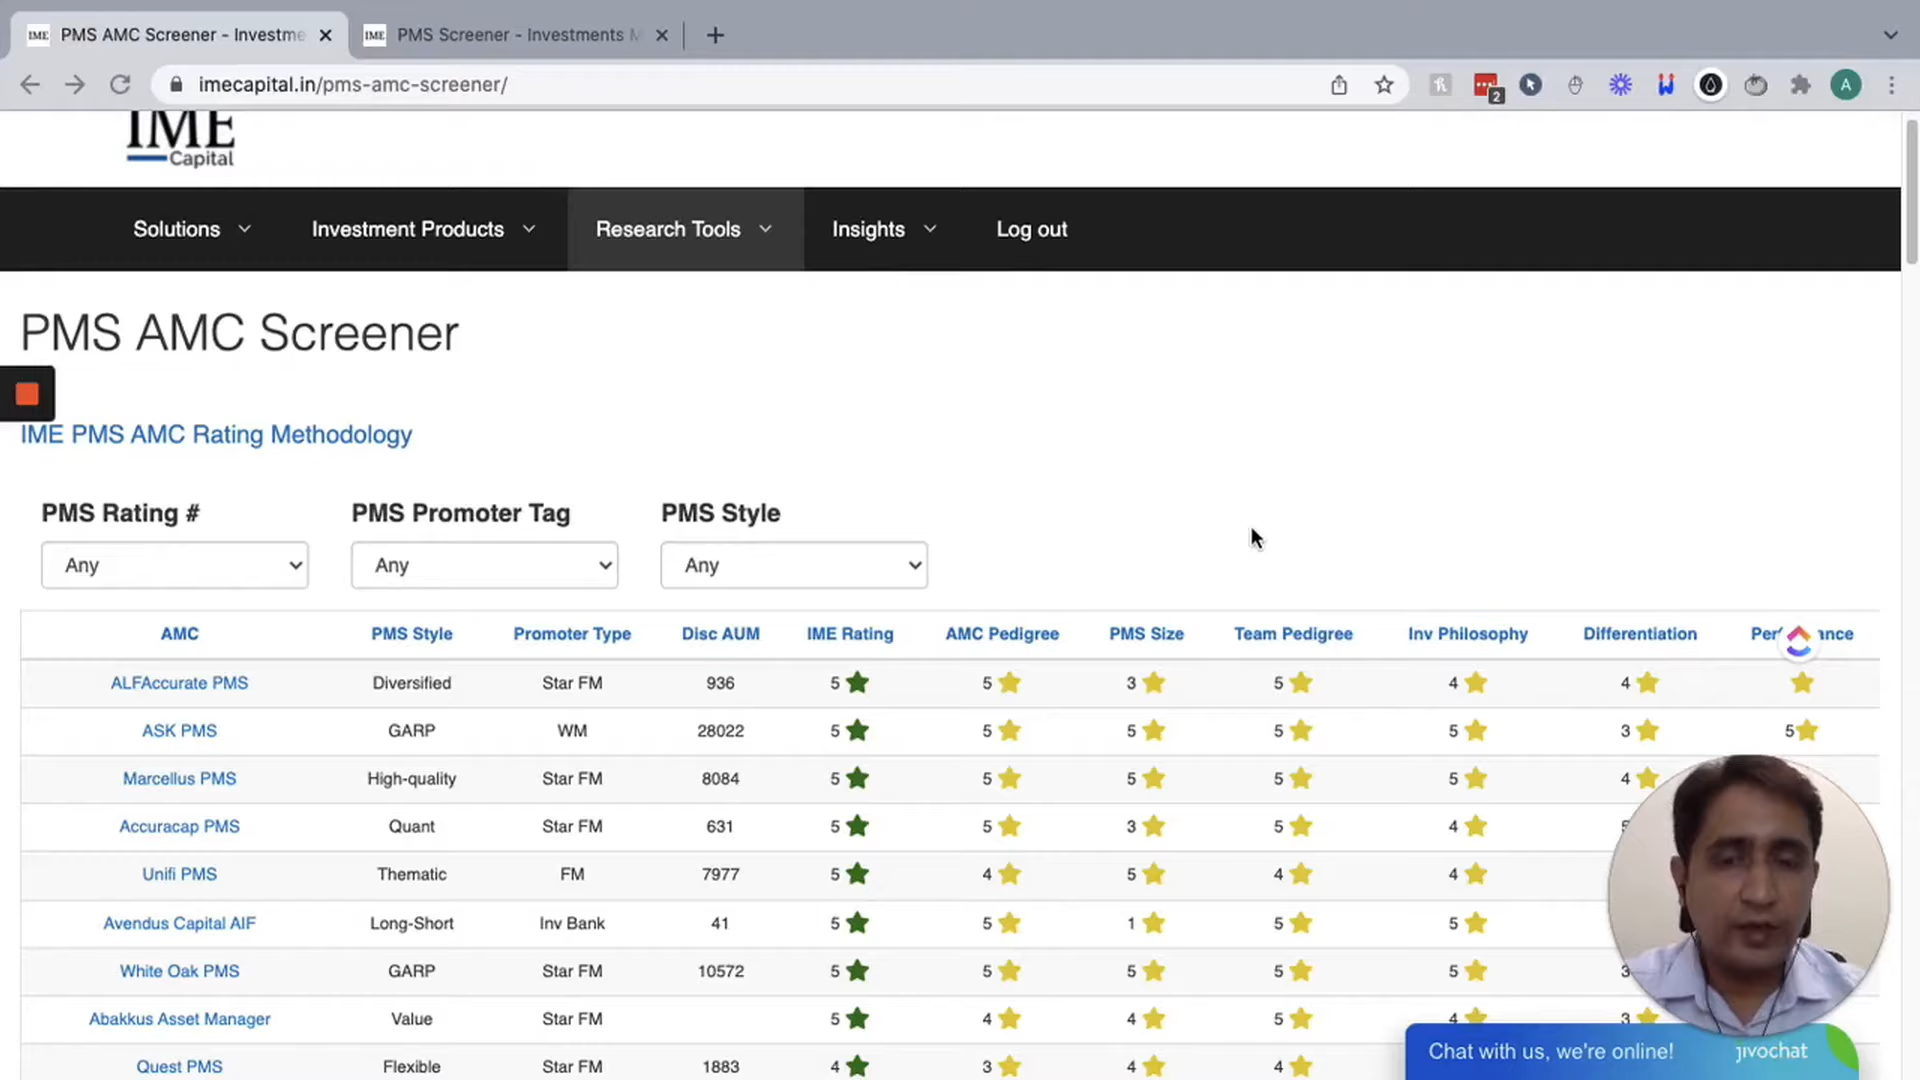 IME PMS AMC Screener - Investme
IME PMS Screener - Investments M
imecapital.in/pms-amc-screener/
2
A
IME
Capital
Solutions Investment Products Research Tools Insights Log out
PMS AMC Screener
IME PMS AMC Rating Methodology
PMS Rating # PMS Promoter Tag PMS Style
Any Any Any
AMC PMS Style Promoter Type Disc AUM IME Rating AMC Pedigree PMS Size Team Pedigree Inv Philosophy Differentiation
ALFAccurate PMS Diversified Star FM 936 5 5 3 5 4 4
ASK PMS GARP WM 28022 5 5 5 5 5 3 5
Marcellus PMS High-quality Star FM 8084 5 5 5 5 5 4
Accuracap PMS Quant Star FM 631 5 5 3 5 4
Unifi PMS Thematic FM 7977 5 4 5 4 4
Avendus Capital AIF Long-Short Inv Bank 41 5 5 1 5 5
White Oak PMS GARP Star FM 10572 5 5 5 5 5 3
Abakkus Asset Manager Value Star FM 5 4 4 5 4 3
Quest PMS Flexible Star FM 1883 4 3 4 4
Chat with us, we're online! jivochat